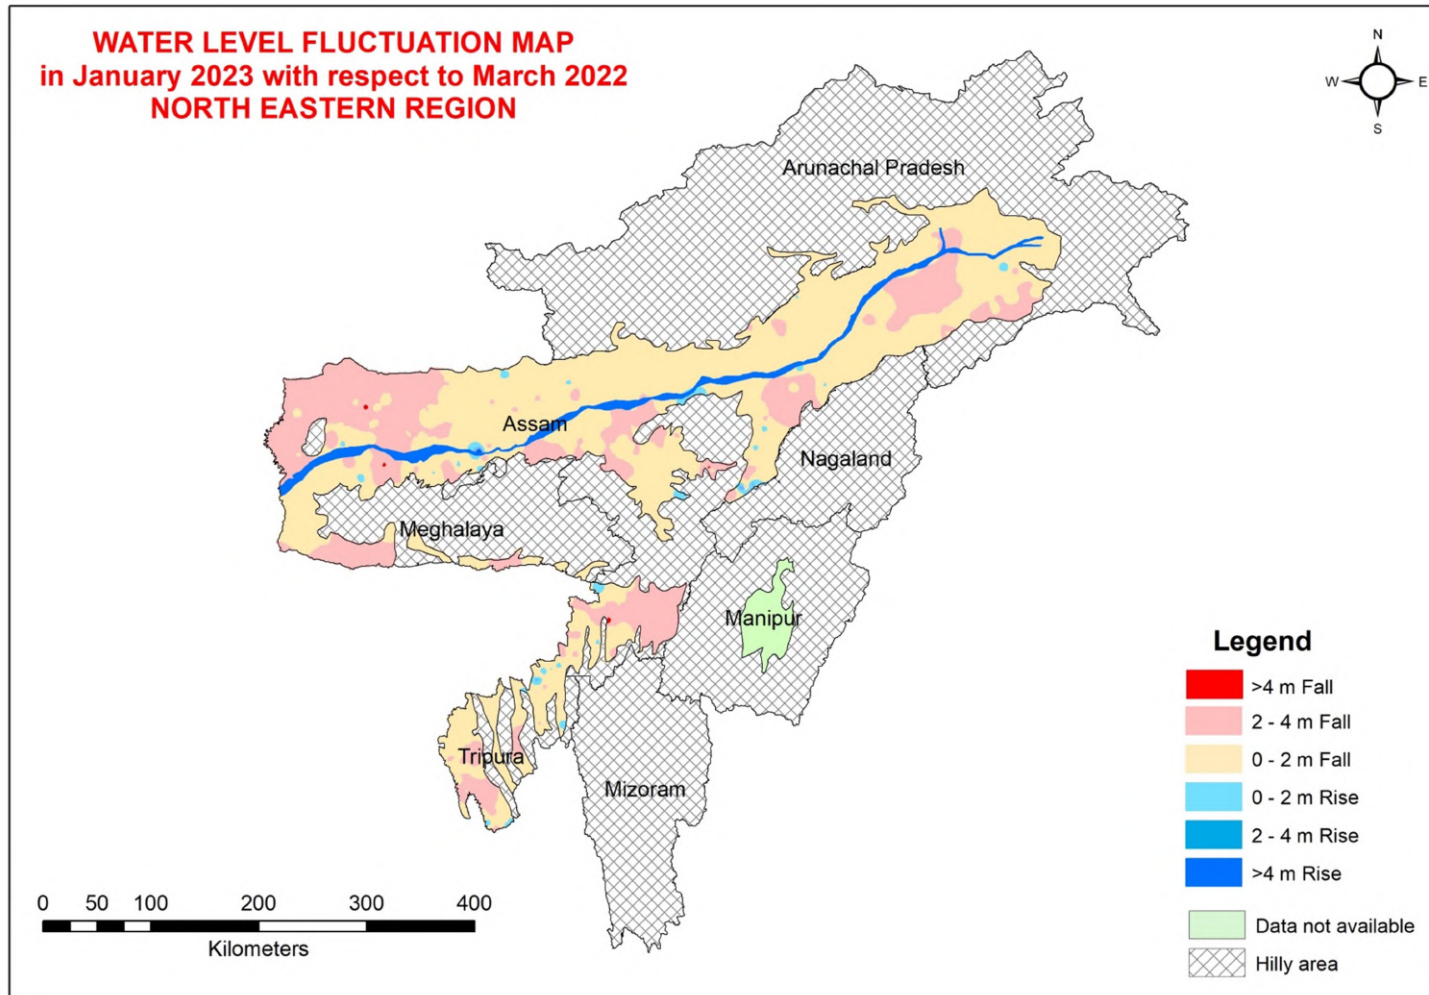 WATER LEVEL FLUCTUATION MAP
in January 2023 with respect to March 2022
NORTH EASTERN REGION
N
W
E
S
Arunachal Pradesh
Assam
Nagaland
Meghalaya
Manipur
Tripura
Mizoram
Legend
>4 m Fall
2 - 4 m Fall
0 - 2 m Fall
0 - 2 m Rise
2 - 4 m Rise
>4 m Rise
Data not available
Hilly area
0 50 100 200 300 400
Kilometers